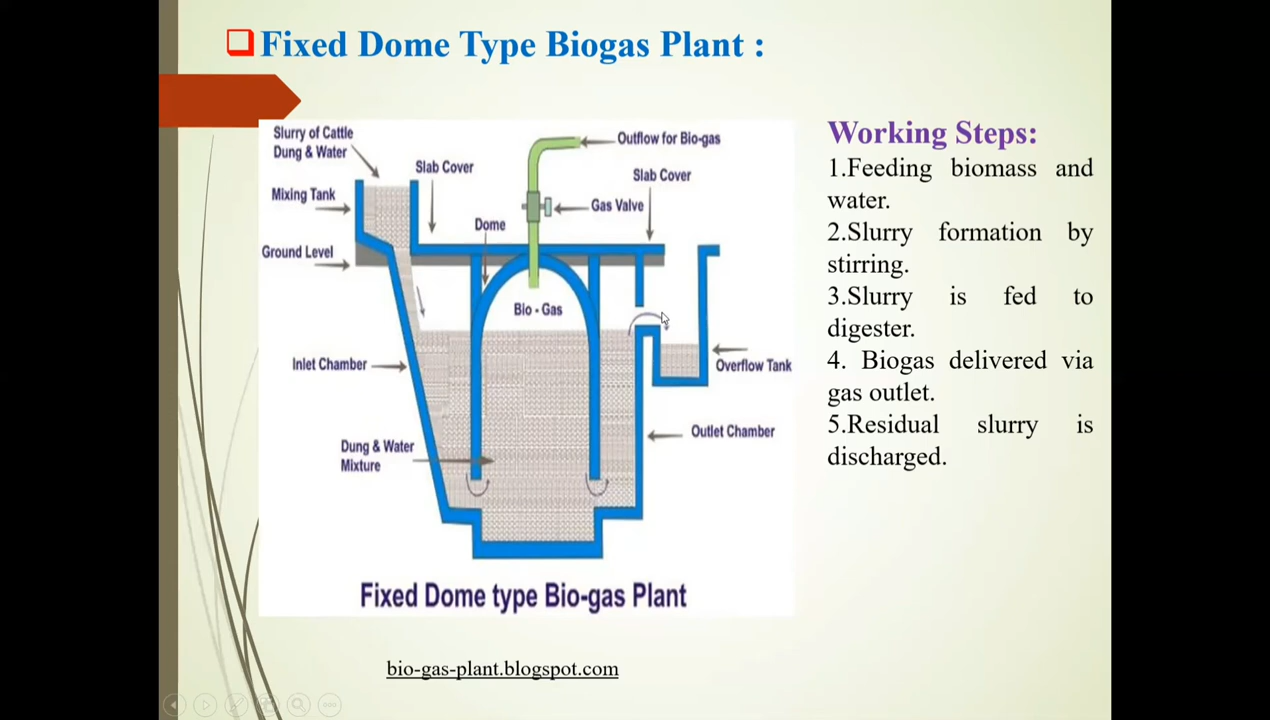 Fixed Dome Type Biogas Plant :
Slurry of Cattle
Dung & Water
Mixing Tank
Ground Level
Slab Cover
Dome
Outflow for Bio-gas
Slab Cover
Gas Valve
Bio - Gas
Inlet Chamber
Overflow Tank
Outlet Chamber
Dung & Water
Mixture
Fixed Dome type Bio-gas Plant
bio-gas-plant.blogspot.com
Working Steps:
1.Feeding biomass and
water.
2.Slurry formation by
stirring.
3.Slurry is fed to
digester.
4. Biogas delivered via
gas outlet.
5.Residual slurry is
discharged.